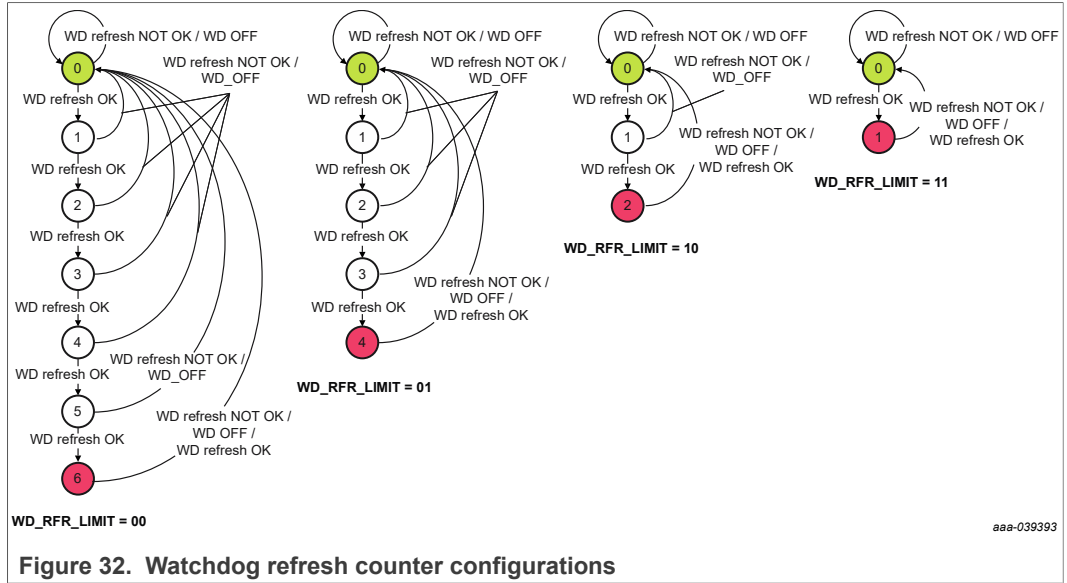 WD refresh NOT OK / WD OFF
WD refresh NOT OK /
WD_OFF
0
WD refresh OK
1
WD refresh OK
2
WD refresh OK
3
WD refresh OK
4
WD refresh NOT OK /
WD_OFF
WD refresh OK
5
WD refresh NOT OK /
WD OFF /
WD refresh OK
WD refresh OK
6
WD_RFR_LIMIT = 00
WD refresh NOT OK / WD OFF
WD refresh NOT OK /
WD_OFF
0
WD refresh OK
1
WD refresh OK
2
WD refresh OK
3
WD refresh NOT OK /
WD OFF /
WD refresh OK
WD refresh OK
4
WD_RFR_LIMIT = 01
WD refresh NOT OK / WD OFF
WD refresh NOT OK /
WD_OFF
0
WD refresh OK
1
WD refresh NOT OK /
WD OFF /
WD refresh OK
WD refresh OK
2
WD_RFR_LIMIT = 10
WD refresh NOT OK / WD OFF
0
WD refresh OK
WD refresh NOT OK /
WD OFF /
WD refresh OK
1
WD_RFR_LIMIT = 11
aaa-039393
Figure 32. Watchdog refresh counter configurations